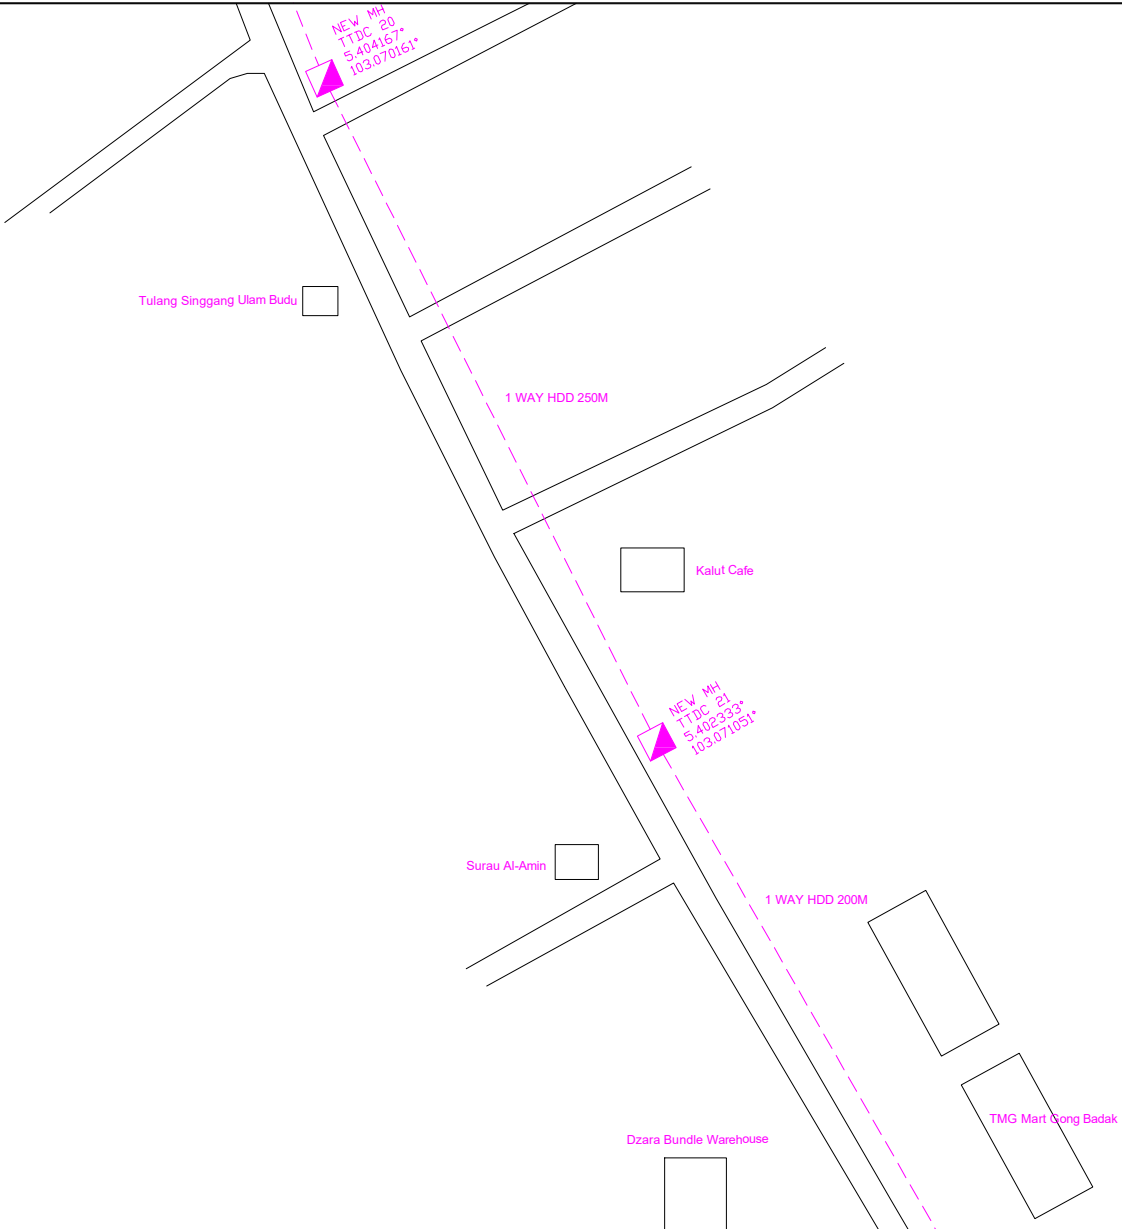 NEW MH
TTDC 20
5.404167°
103.070161°
Tulang Singgang Ulam Budu
1 WAY HDD 250M
Kalut Cafe
NEW MH
TTDC 21
5.402333°
103.071051°
Surau Al-Amin
1 WAY HDD 200M
TMG Mart Gong Badak
Dzara Bundle Warehouse